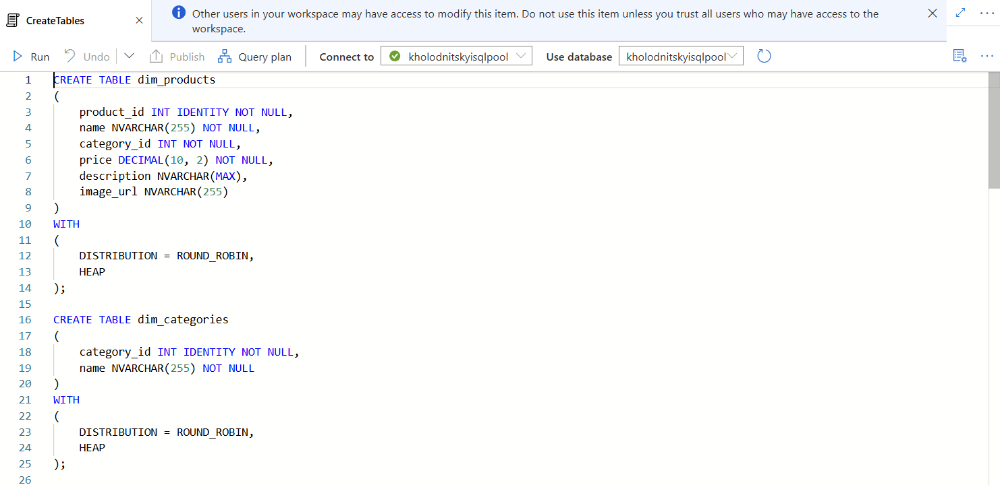 CreateTables
Other users in your workspace may have access to modify this item. Do not use this item unless you trust all users who may have access to the
workspace.
Run Undo Publish Query plan Connect to kholodnitskyisqlpool Use database kholodnitskyisqlpool
1 CREATE TABLE dim_products
2 (
3 product_id INT IDENTITY NOT NULL,
4 name NVARCHAR(255) NOT NULL,
5 category_id INT NOT NULL,
6 price DECIMAL(10, 2) NOT NULL,
7 description NVARCHAR(MAX),
8 image_url NVARCHAR(255)
9 )
10 WITH
11 (
12 DISTRIBUTION = ROUND_ROBIN,
13 HEAP
14 );
15
16 CREATE TABLE dim_categories
17 (
18 category_id INT IDENTITY NOT NULL,
19 name NVARCHAR(255) NOT NULL
20 )
21 WITH
22 (
23 DISTRIBUTION = ROUND_ROBIN,
24 HEAP
25 );
26